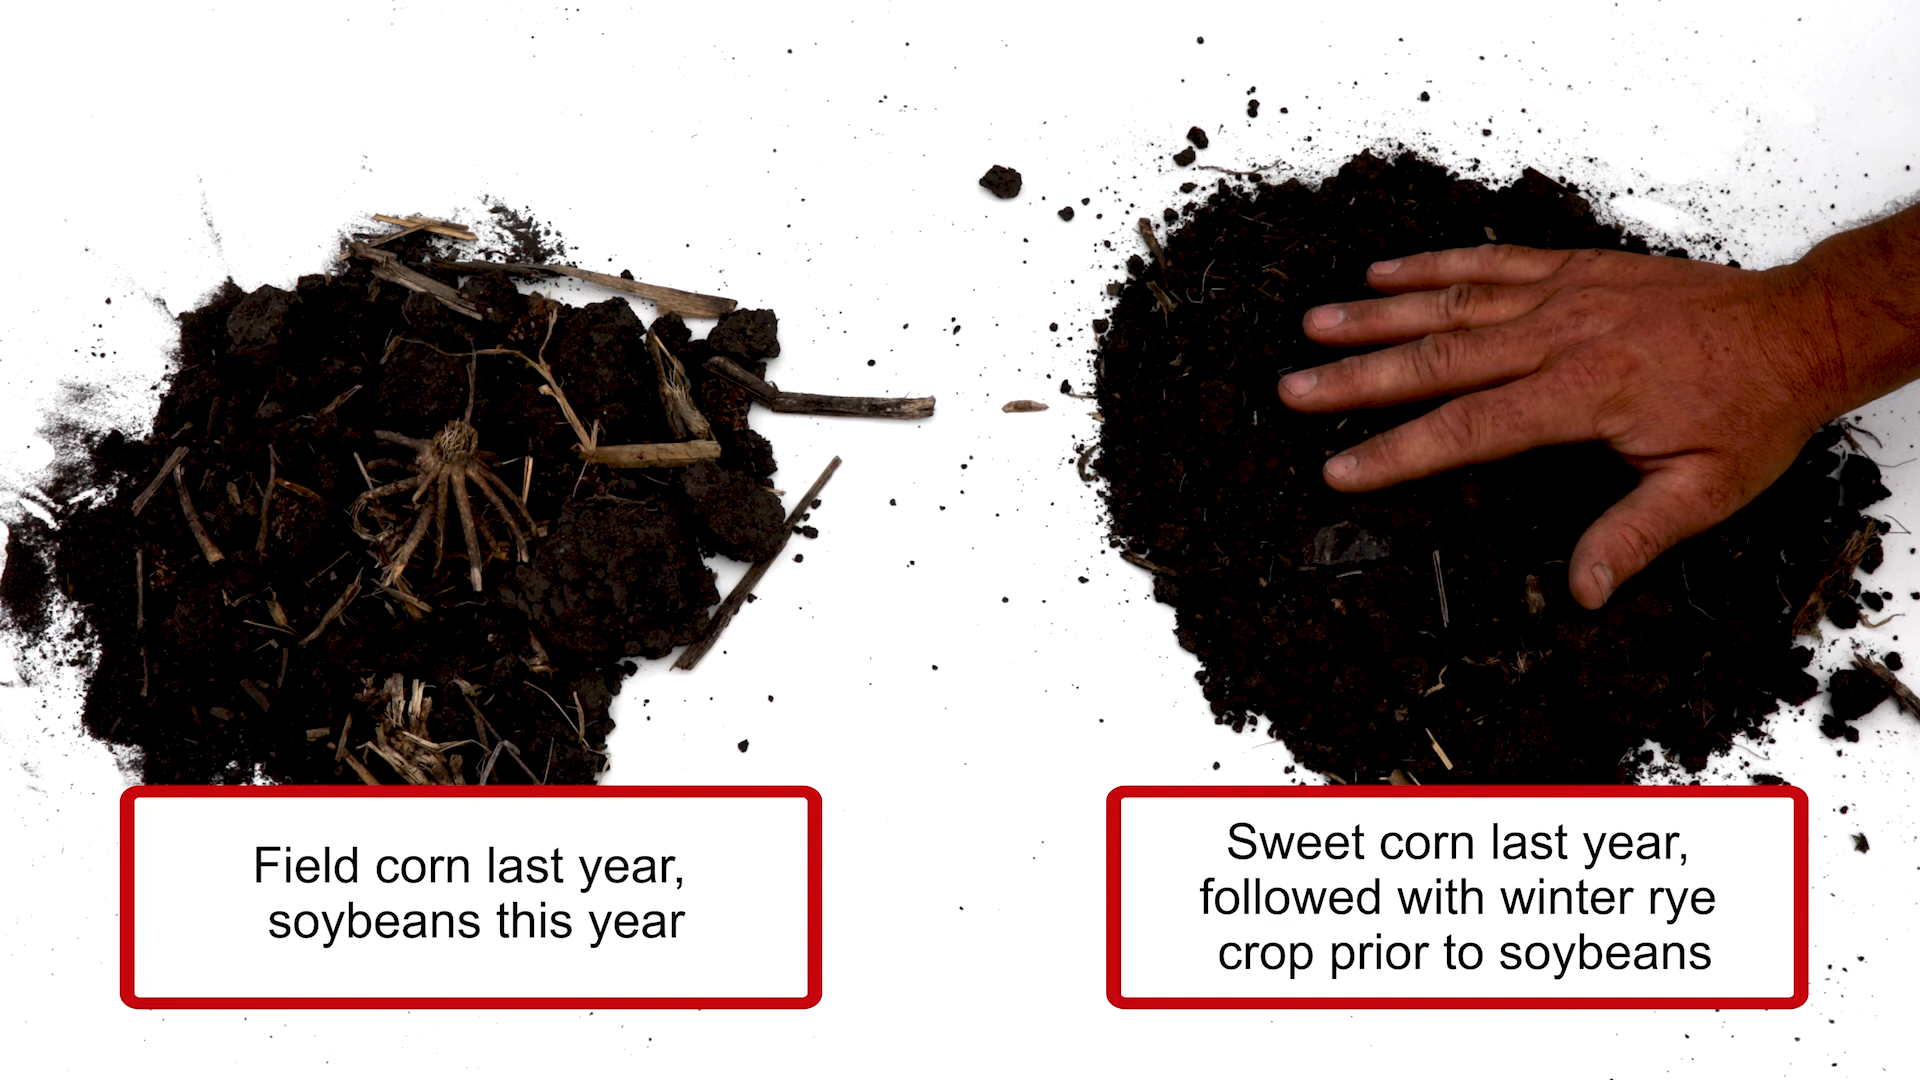 Field corn last year,
soybeans this year
Sweet corn last year,
followed with winter rye
crop prior to soybeans